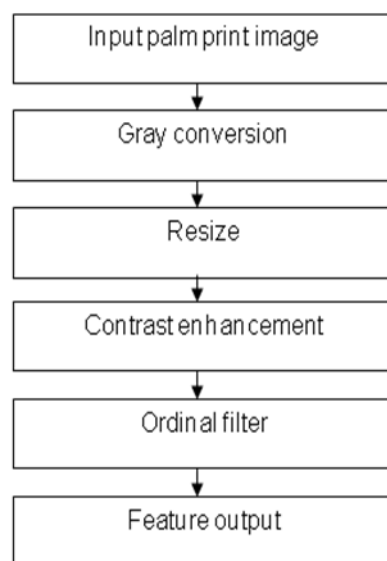 Input palm print image
Gray conversion
Resize
Contrast enhancement
Ordinal filter
Feature output